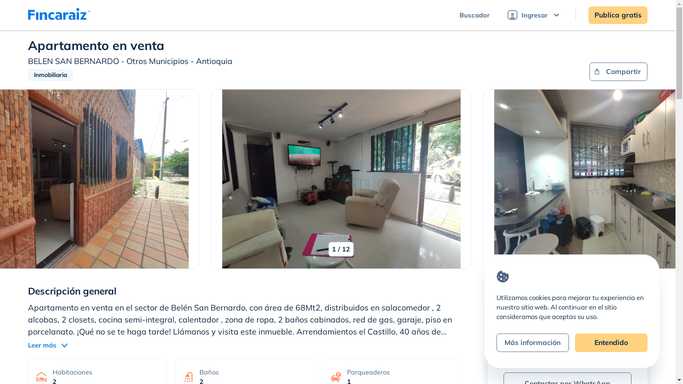 Fincaraiz
Buscador
Ingresar
Publica gratis
Apartamento en venta
BELEN SAN BERNARDO - Otros Municipios - Antioquia
Inmobiliaria
Compartir
1 / 12
Descripción general
Apartamento en venta en el sector de Belén San Bernardo, con área de 68Mt2, distribuidos en salacomedor , 2
alcobas, 2 closets, cocina semi-integral, calentador , zona de ropa, 2 baños cabinados, red de gas, garaje, piso en
porcelanato. ¡Qué no se te haga tarde! Llámanos y visita este inmueble. Arrendamientos el Castillo, 40 años de...
Leer más
Habitaciones
2
Baños
2
Parqueaderos
1
Utilizamos cookies para mejorar tu experiencia en
nuestro sitio web. Al continuar en el sitio
consideramos que aceptas su uso.
Más información
Entendido
Contactar por WhatsApp